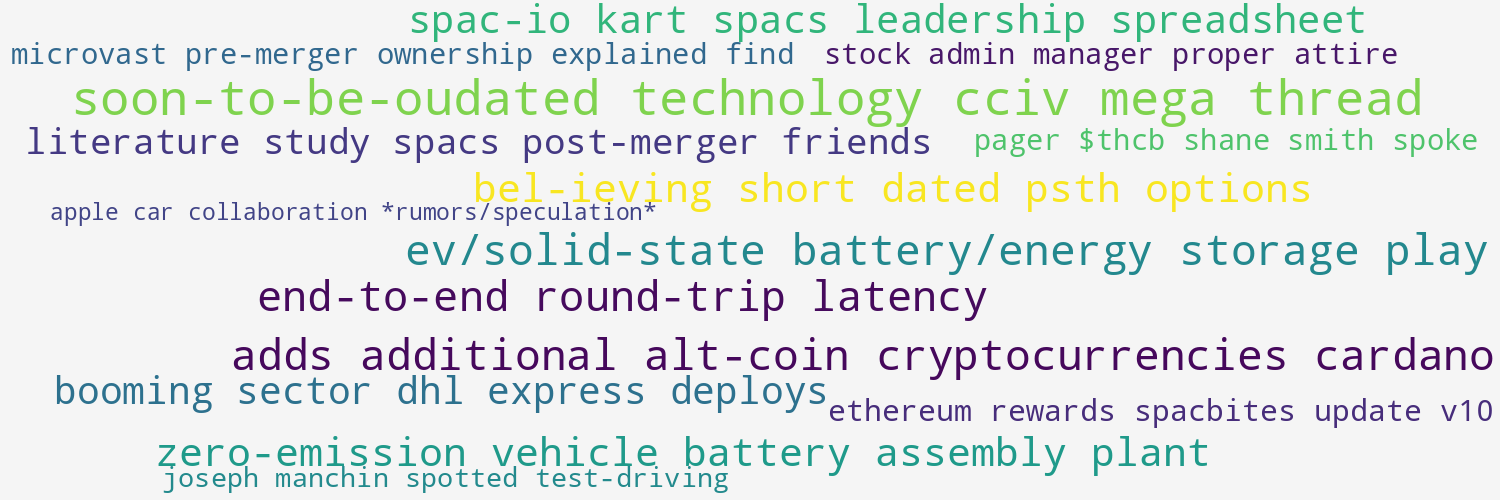 spac-io kart spacs leadership spreadsheet
microvast pre-merger ownership explained find
stock admin manager proper attire
soon-to-be-oudated technology cciv mega thread
literature study spacs post-merger friends
pager $thcb shane smith spoke
bel-ieving short dated psth options
apple car collaboration *rumors/speculation*
ev/solid-state battery/energy storage play
end-to-end round-trip latency
adds additional alt-coin cryptocurrencies cardano
booming sector dhl express deploys
ethereum rewards spacbites update v10
zero-emission vehicle battery assembly plant
joseph manchin spotted test-driving